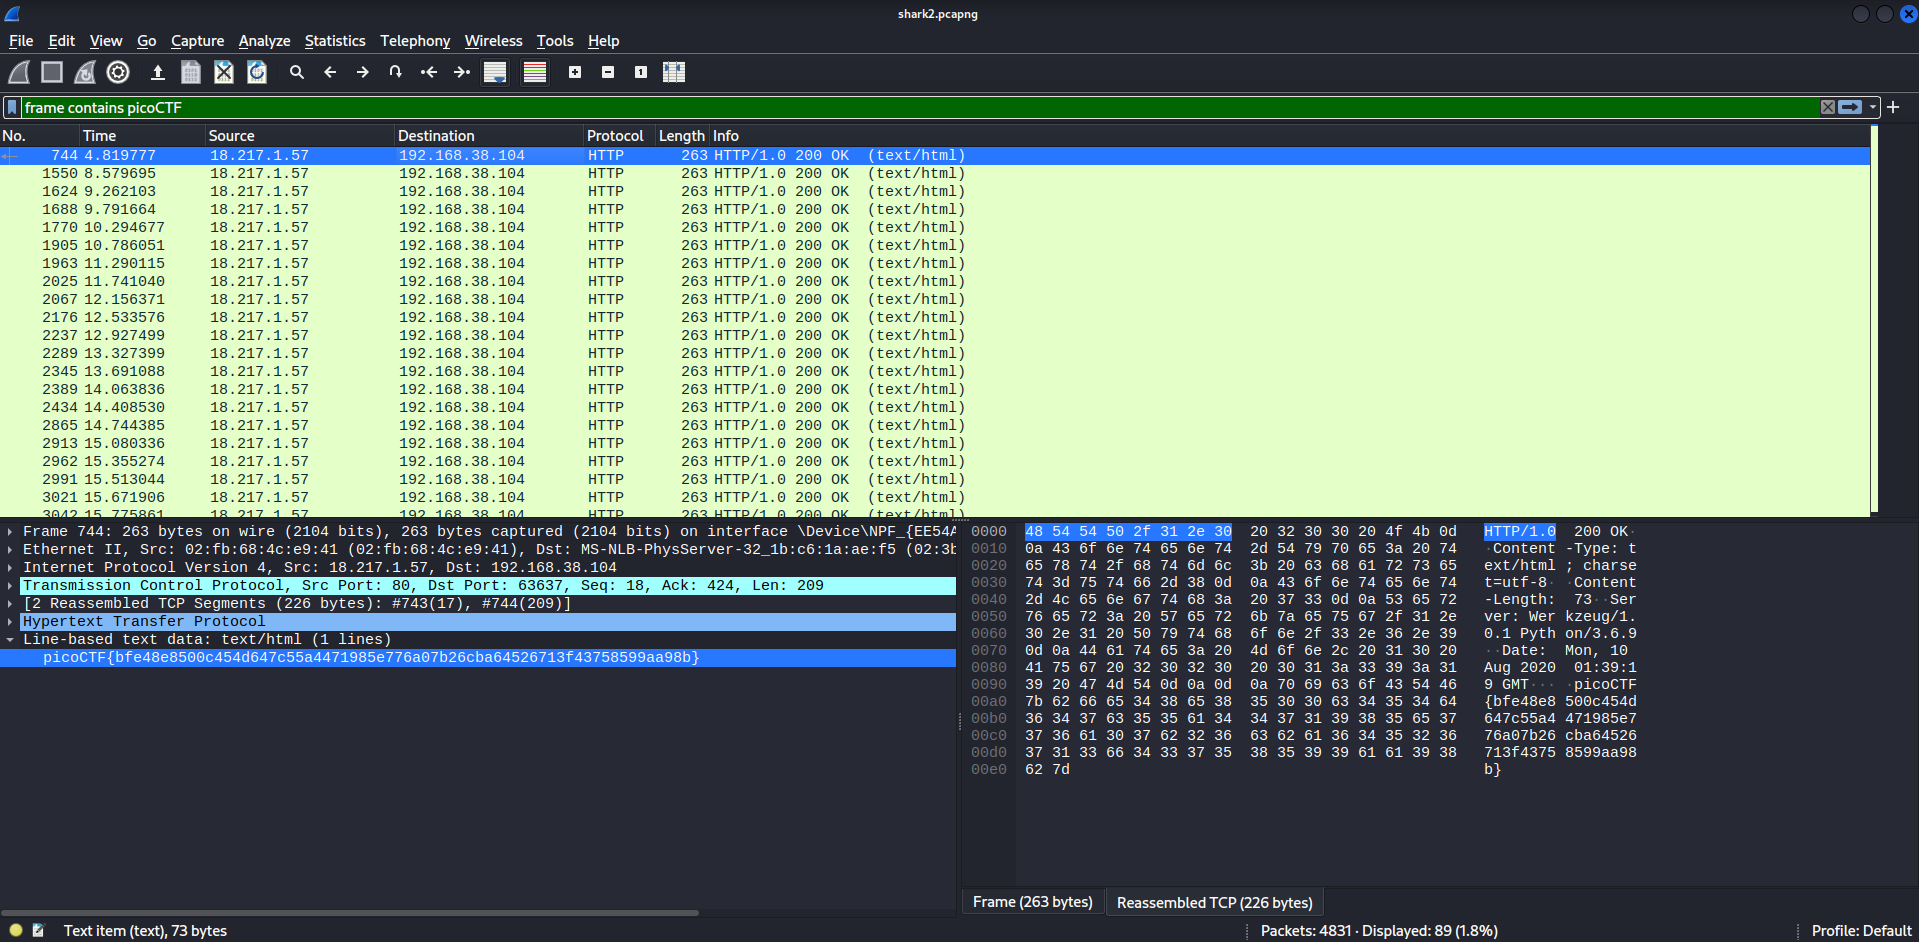 shark2.pcapng
File Edit View Go Capture Analyze Statistics Telephony Wireless Tools Help
frame contains picoCTF
No. Time Source Destination Protocol Length Info
744 4.819777 18.217.1.57 192.168.38.104 HTTP 263 HTTP/1.0 200 OK (text/html)
1550 8.579695 18.217.1.57 192.168.38.104 HTTP 263 HTTP/1.0 200 OK (text/html)
1624 9.262103 18.217.1.57 192.168.38.104 HTTP 263 HTTP/1.0 200 OK (text/html)
1688 9.791664 18.217.1.57 192.168.38.104 HTTP 263 HTTP/1.0 200 OK (text/html)
1770 10.294677 18.217.1.57 192.168.38.104 HTTP 263 HTTP/1.0 200 OK (text/html)
1905 10.786051 18.217.1.57 192.168.38.104 HTTP 263 HTTP/1.0 200 OK (text/html)
1963 11.290115 18.217.1.57 192.168.38.104 HTTP 263 HTTP/1.0 200 OK (text/html)
2025 11.741040 18.217.1.57 192.168.38.104 HTTP 263 HTTP/1.0 200 OK (text/html)
2067 12.156371 18.217.1.57 192.168.38.104 HTTP 263 HTTP/1.0 200 OK (text/html)
2176 12.533576 18.217.1.57 192.168.38.104 HTTP 263 HTTP/1.0 200 OK (text/html)
2237 12.927499 18.217.1.57 192.168.38.104 HTTP 263 HTTP/1.0 200 OK (text/html)
2289 13.327399 18.217.1.57 192.168.38.104 HTTP 263 HTTP/1.0 200 OK (text/html)
2345 13.691088 18.217.1.57 192.168.38.104 HTTP 263 HTTP/1.0 200 OK (text/html)
2389 14.063836 18.217.1.57 192.168.38.104 HTTP 263 HTTP/1.0 200 OK (text/html)
2434 14.408530 18.217.1.57 192.168.38.104 HTTP 263 HTTP/1.0 200 OK (text/html)
2865 14.744385 18.217.1.57 192.168.38.104 HTTP 263 HTTP/1.0 200 OK (text/html)
2913 15.080336 18.217.1.57 192.168.38.104 HTTP 263 HTTP/1.0 200 OK (text/html)
2962 15.355274 18.217.1.57 192.168.38.104 HTTP 263 HTTP/1.0 200 OK (text/html)
2991 15.513044 18.217.1.57 192.168.38.104 HTTP 263 HTTP/1.0 200 OK (text/html)
3021 15.671906 18.217.1.57 192.168.38.104 HTTP 263 HTTP/1.0 200 OK (text/html)
3042 15.775861 18.217.1.57 192.168.38.104 HTTP 263 HTTP/1.0 200 OK (text/html)
Frame 744: 263 bytes on wire (2104 bits), 263 bytes captured (2104 bits) on interface \Device\NPF_{EE54A
Ethernet II, Src: 02:fb:68:4c:e9:41 (02:fb:68:4c:e9:41), Dst: MS-NLB-PhysServer-32_1b:c6:1a:ae:f5 (02:3b
Internet Protocol Version 4, Src: 18.217.1.57, Dst: 192.168.38.104
Transmission Control Protocol, Src Port: 80, Dst Port: 63637, Seq: 18, Ack: 424, Len: 209
[2 Reassembled TCP Segments (226 bytes): #743(17), #744(209)]
Hypertext Transfer Protocol
Line-based text data: text/html (1 lines)
picoCTF{bfe48e8500c454d647c55a4471985e776a07b26cba64526713f43758599aa98b}
0000 48 54 54 50 2f 31 2e 30 20 32 30 30 20 4f 4b 0d HTTP/1.0 200 OK·
0010 0a 43 6f 6e 74 65 6e 74 2d 54 79 70 65 3a 20 74 ·Content -Type: t
0020 65 78 74 2f 68 74 6d 6c 3b 20 63 68 61 72 73 65 ext/html ; charse
0030 74 3d 75 74 66 2d 38 0d 0a 43 6f 6e 74 65 6e 74 t=utf-8· ·Content
0040 2d 4c 65 6e 67 74 68 3a 20 37 33 0d 0a 53 65 72 -Length: 73··Ser
0050 76 65 72 3a 20 57 65 72 6b 7a 65 75 67 2f 31 2e ver: Wer kzeug/1.
0060 30 2e 31 20 50 79 74 68 6f 6e 2f 33 2e 36 2e 39 0.1 Pyth on/3.6.9
0070 0d 0a 44 61 74 65 3a 20 4d 6f 6e 2c 20 31 30 20 ··Date: Mon, 10
0080 41 75 67 20 32 30 32 30 20 30 31 3a 33 39 3a 31 Aug 2020 01:39:1
0090 39 20 47 4d 54 0d 0a 0d 0a 70 69 63 6f 43 54 46 9 GMT··· ·picoCTF
00a0 7b 62 66 65 34 38 65 38 35 30 30 63 34 35 34 64 {bfe48e8 500c454d
00b0 36 34 37 63 35 35 61 34 34 37 31 39 38 35 65 37 647c55a4 471985e7
00c0 37 36 61 30 37 62 32 36 63 62 61 36 34 35 32 36 76a07b26 cba64526
00d0 37 31 33 66 34 33 37 35 38 35 39 39 61 61 39 38 713f4375 8599aa98
00e0 62 7d b}
Frame (263 bytes) Reassembled TCP (226 bytes)
Text item (text), 73 bytes Packets: 4831 · Displayed: 89 (1.8%) Profile: Default